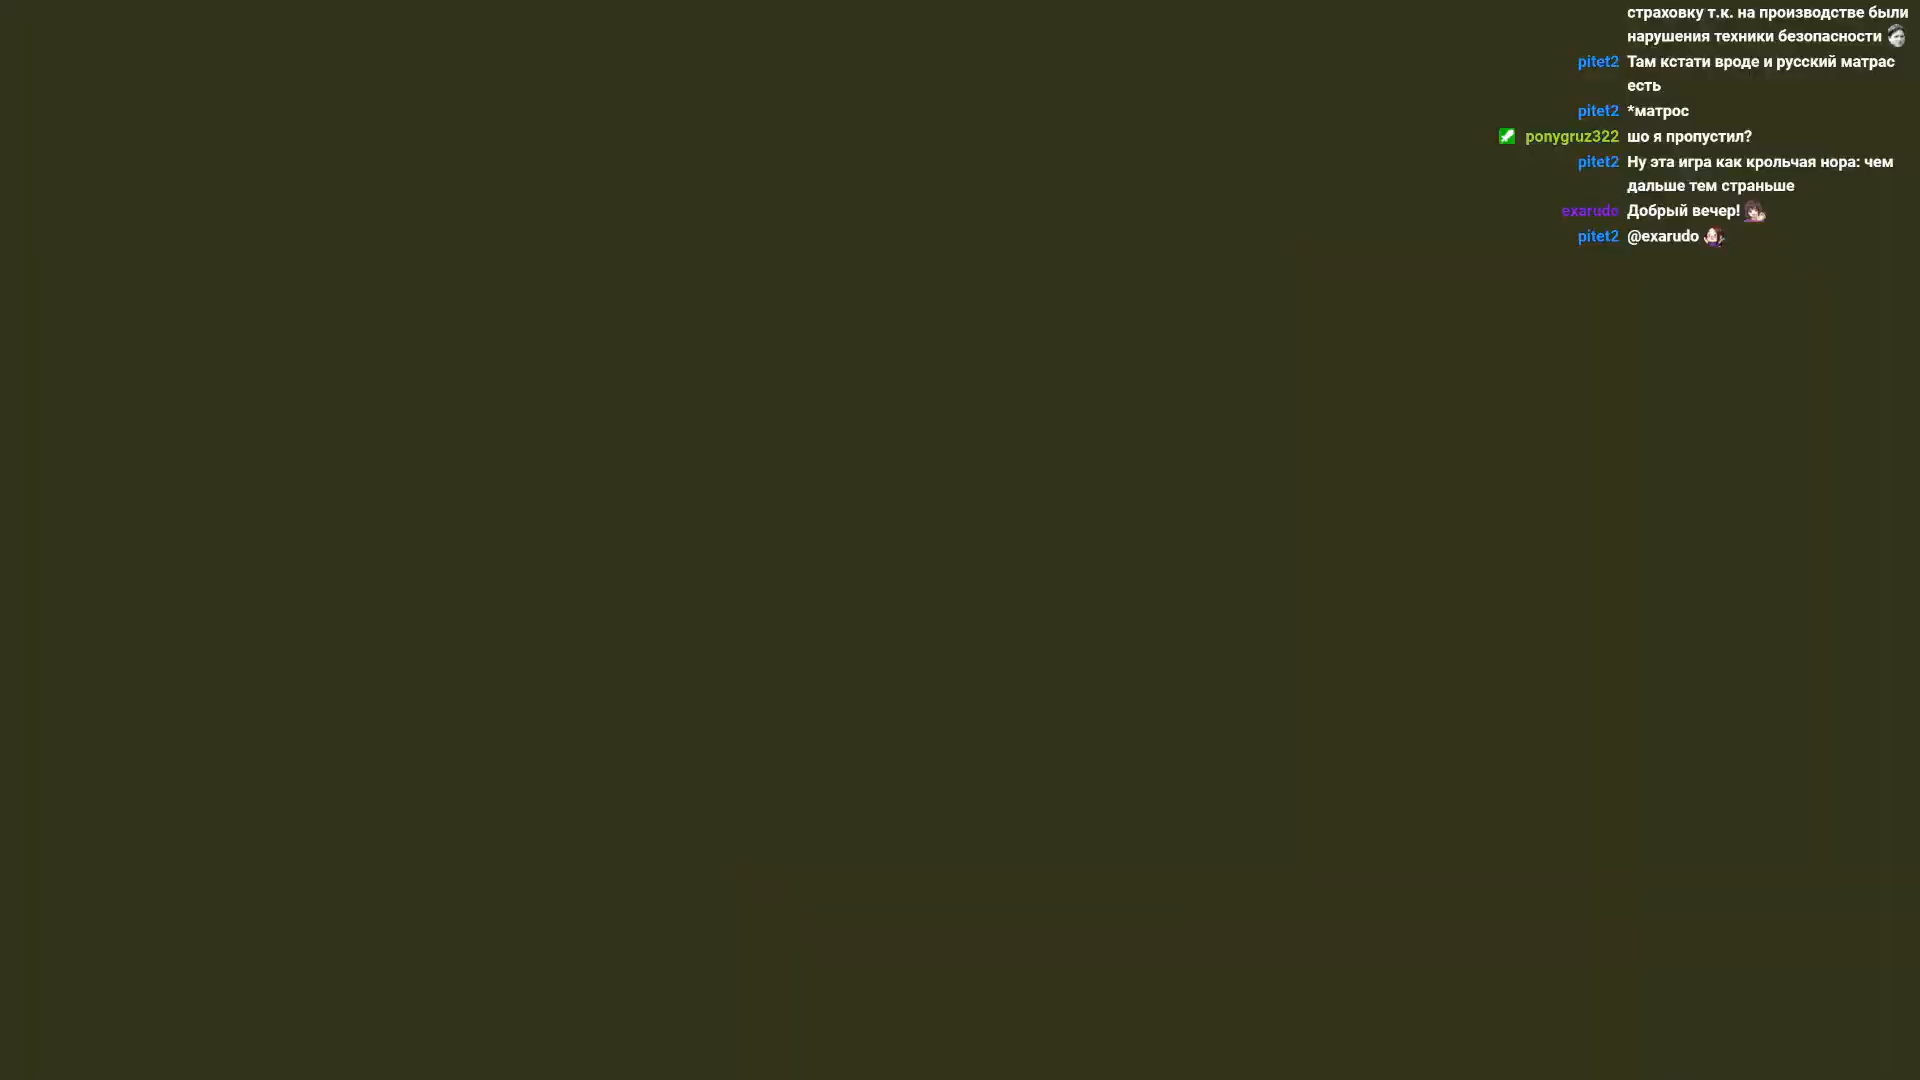 страховку т.к. на производстве были
нарушения техники безопасности
pitet2 Там кстати вроде и русский матрас
есть
pitet2 *матрос
ponygruz322 шо я пропустил?
pitet2 Ну эта игра как крольчая нора: чем
дальше тем страньше
exarudo Добрый вечер!
pitet2 @exarudo